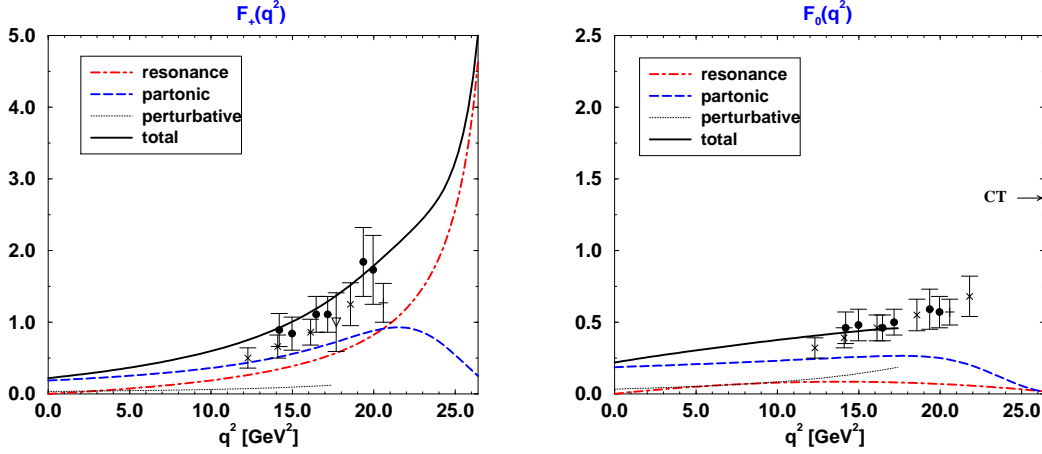 F₊(q²)
5.0
4.0
3.0
2.0
1.0
0.0
resonance
partonic
perturbative
total
0.0 5.0 10.0 15.0 20.0 25.0
q² [GeV²]
F₀(q²)
2.5
2.0
1.5
1.0
0.5
0.0
resonance
partonic
perturbative
total
CT
0.0 5.0 10.0 15.0 20.0 25.0
q² [GeV²]